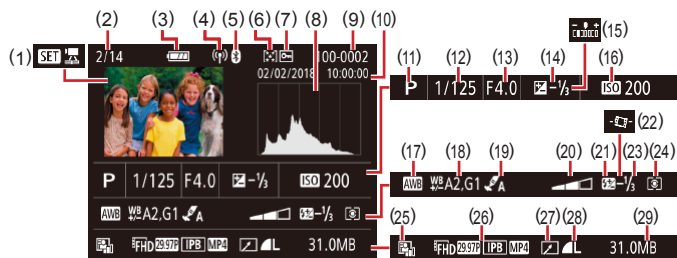 (1) SET
(2) (3) (4) (5) (6) (7) (8) (9) (10)
2/14 100-0002
02/02/2018 10:00:00
P 1/125 F4.0 -1/3 ISO 200
AWB WB A2,G1 A -1/3
FHD 29.97P IPB MP4 L 31.0MB
(11) (12) (13) (14) (15) (16)
P 1/125 F4.0 -1/3 ISO 200
(17) (18) (19) (20) (21) (22) (23) (24)
AWB WB A2,G1 A -1/3
(25) (26) (27) (28) (29)
FHD 29.97P IPB MP4 L 31.0MB